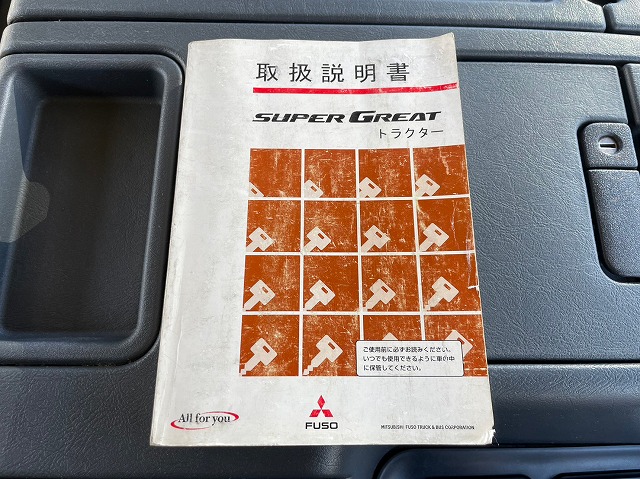 取扱説明書
SUPER GREAT
トラクター
ご使用前に必ずお読みください。
いつでも使用できるように車の中
に保管してください。
All for you
FUSO
MITSUBISHI FUSO TRUCK & BUS CORPORATION